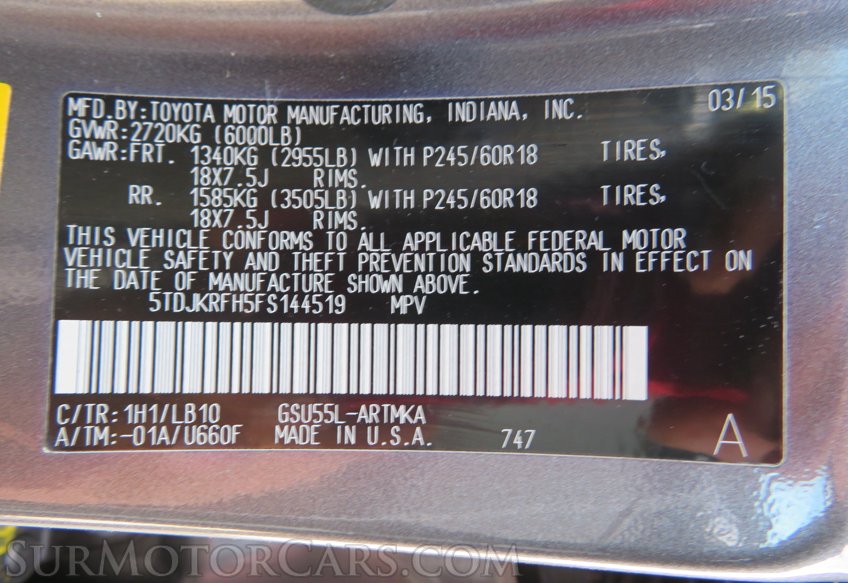 MFD.BY:TOYOTA MOTOR MANUFACTURING, INDIANA, INC. 03/15
GVWR:2720KG (6000LB)
GAWR:FRT. 1340KG (2955LB) WITH P245/60R18 TIRES,
18X7.5J RIMS.
RR. 1585KG (3505LB) WITH P245/60R18 TIRES,
18X7.5J RIMS.
THIS VEHICLE CONFORMS TO ALL APPLICABLE FEDERAL MOTOR
VEHICLE SAFETY AND THEFT PREVENTION STANDARDS IN EFFECT ON
THE DATE OF MANUFACTURE SHOWN ABOVE.
5TDJKRFH5FS144519 MPV
C/TR: 1H1/LB10 GSU55L-ARTMKA
A/TM:-01A/U660F MADE IN U.S.A. 747 A
SURMOTORCARS.COM